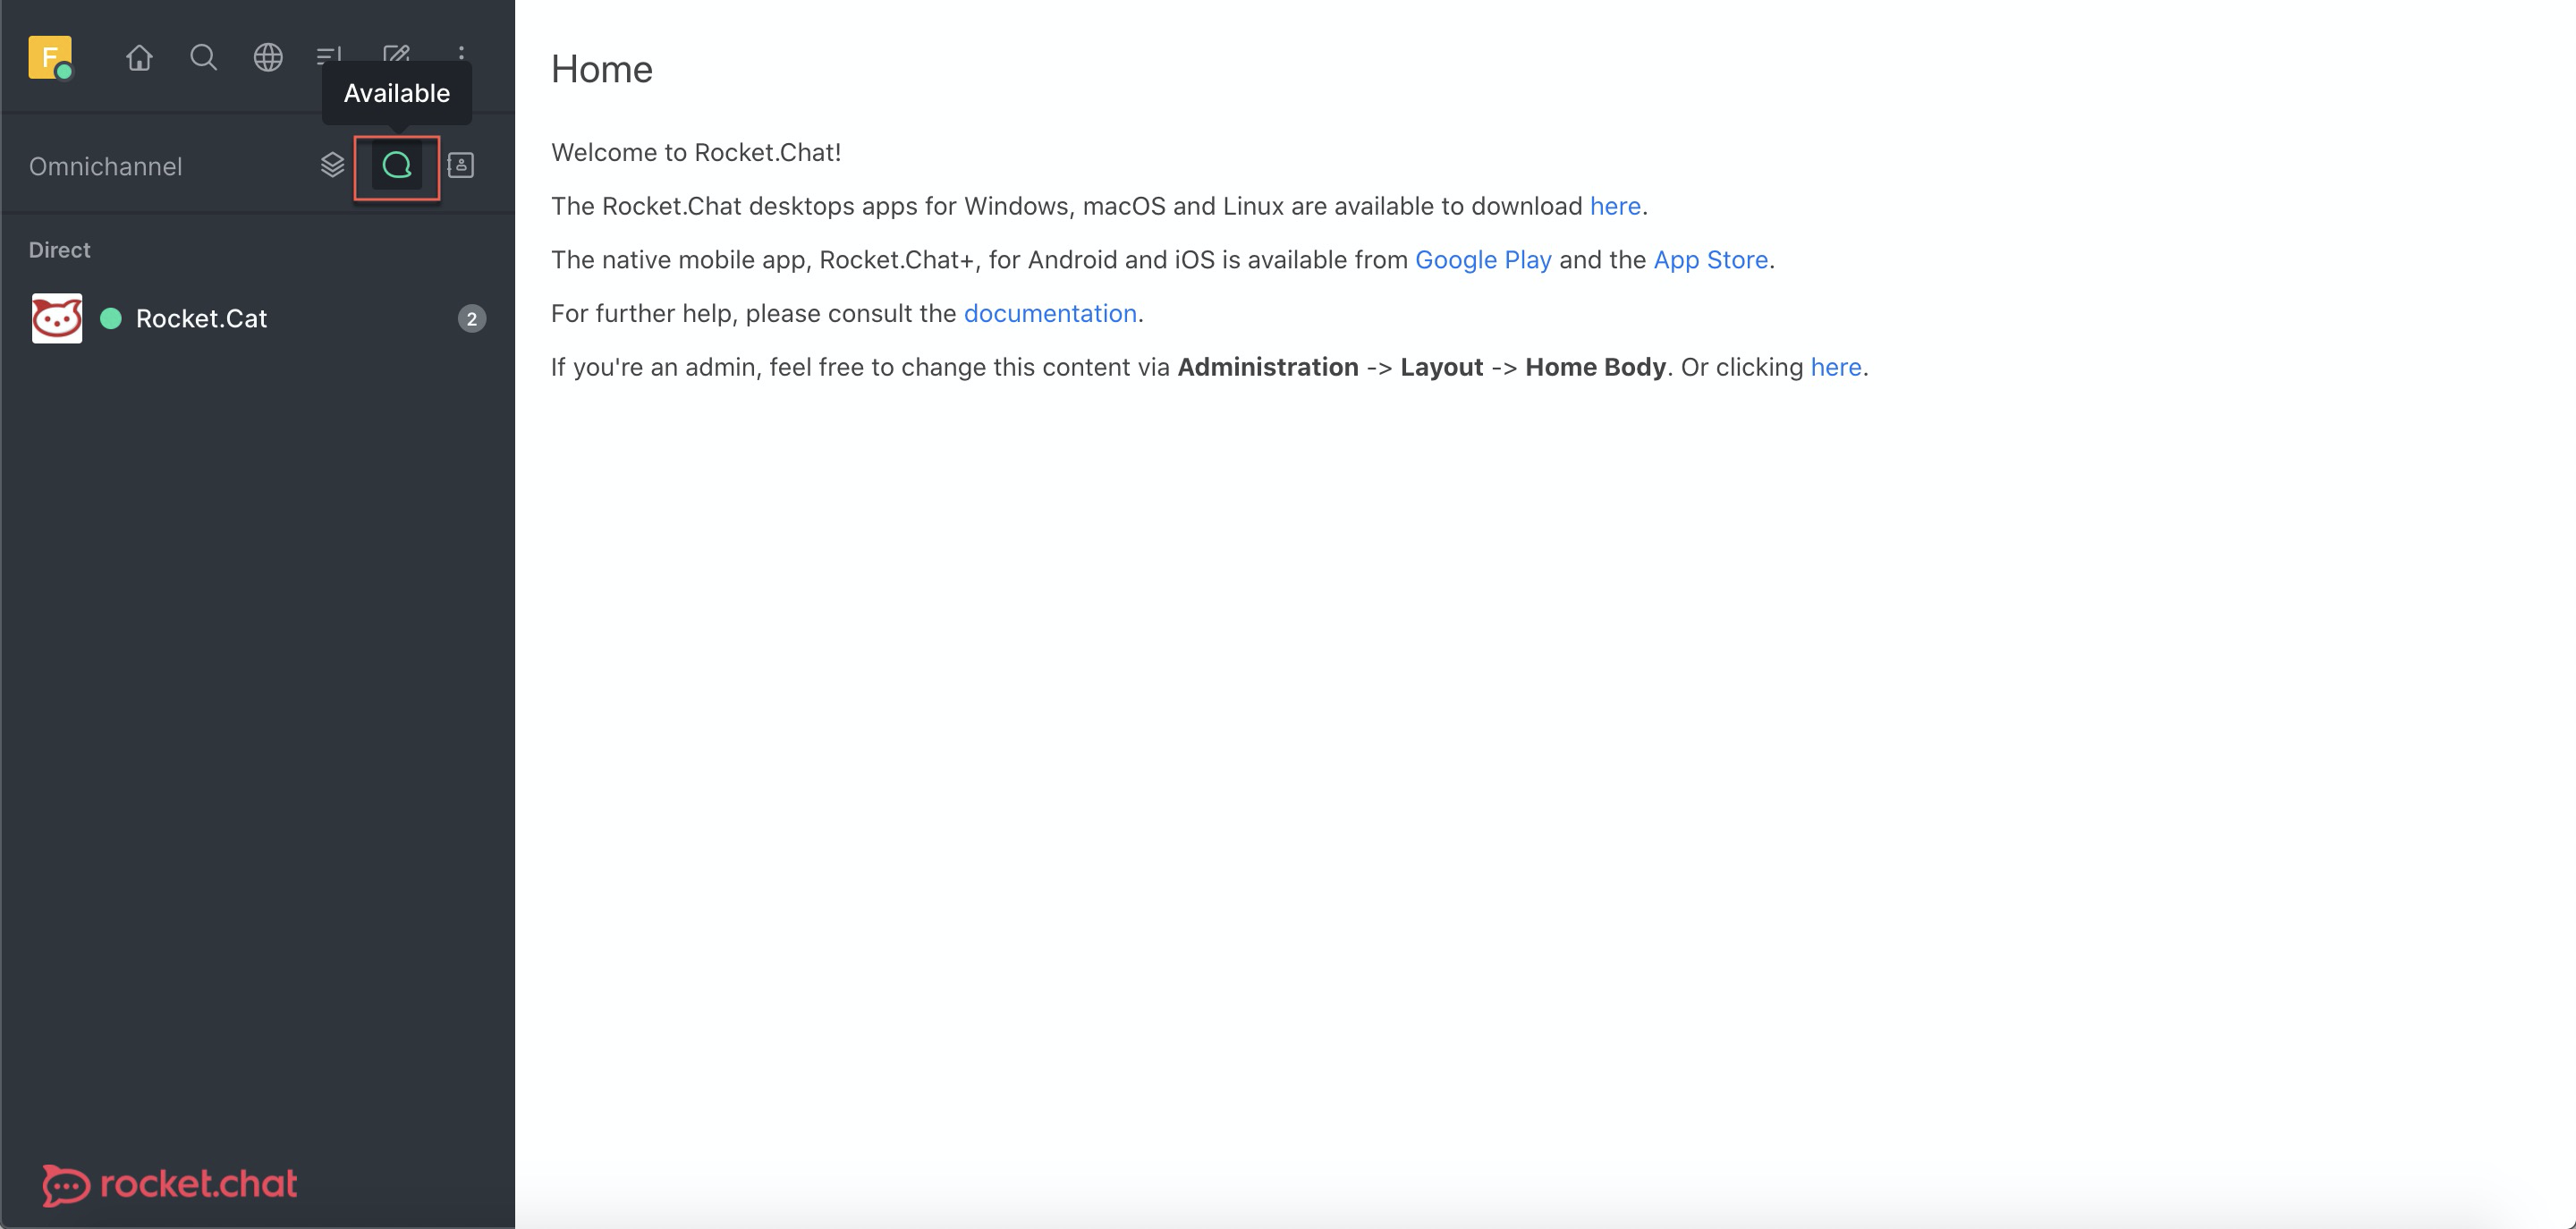 F
Available
Omnichannel
Direct
Rocket.Cat 2
rocket.chat
Home
Welcome to Rocket.Chat!
The Rocket.Chat desktops apps for Windows, macOS and Linux are available to download here.
The native mobile app, Rocket.Chat+, for Android and iOS is available from Google Play and the App Store.
For further help, please consult the documentation.
If you're an admin, feel free to change this content via Administration -> Layout -> Home Body. Or clicking here.